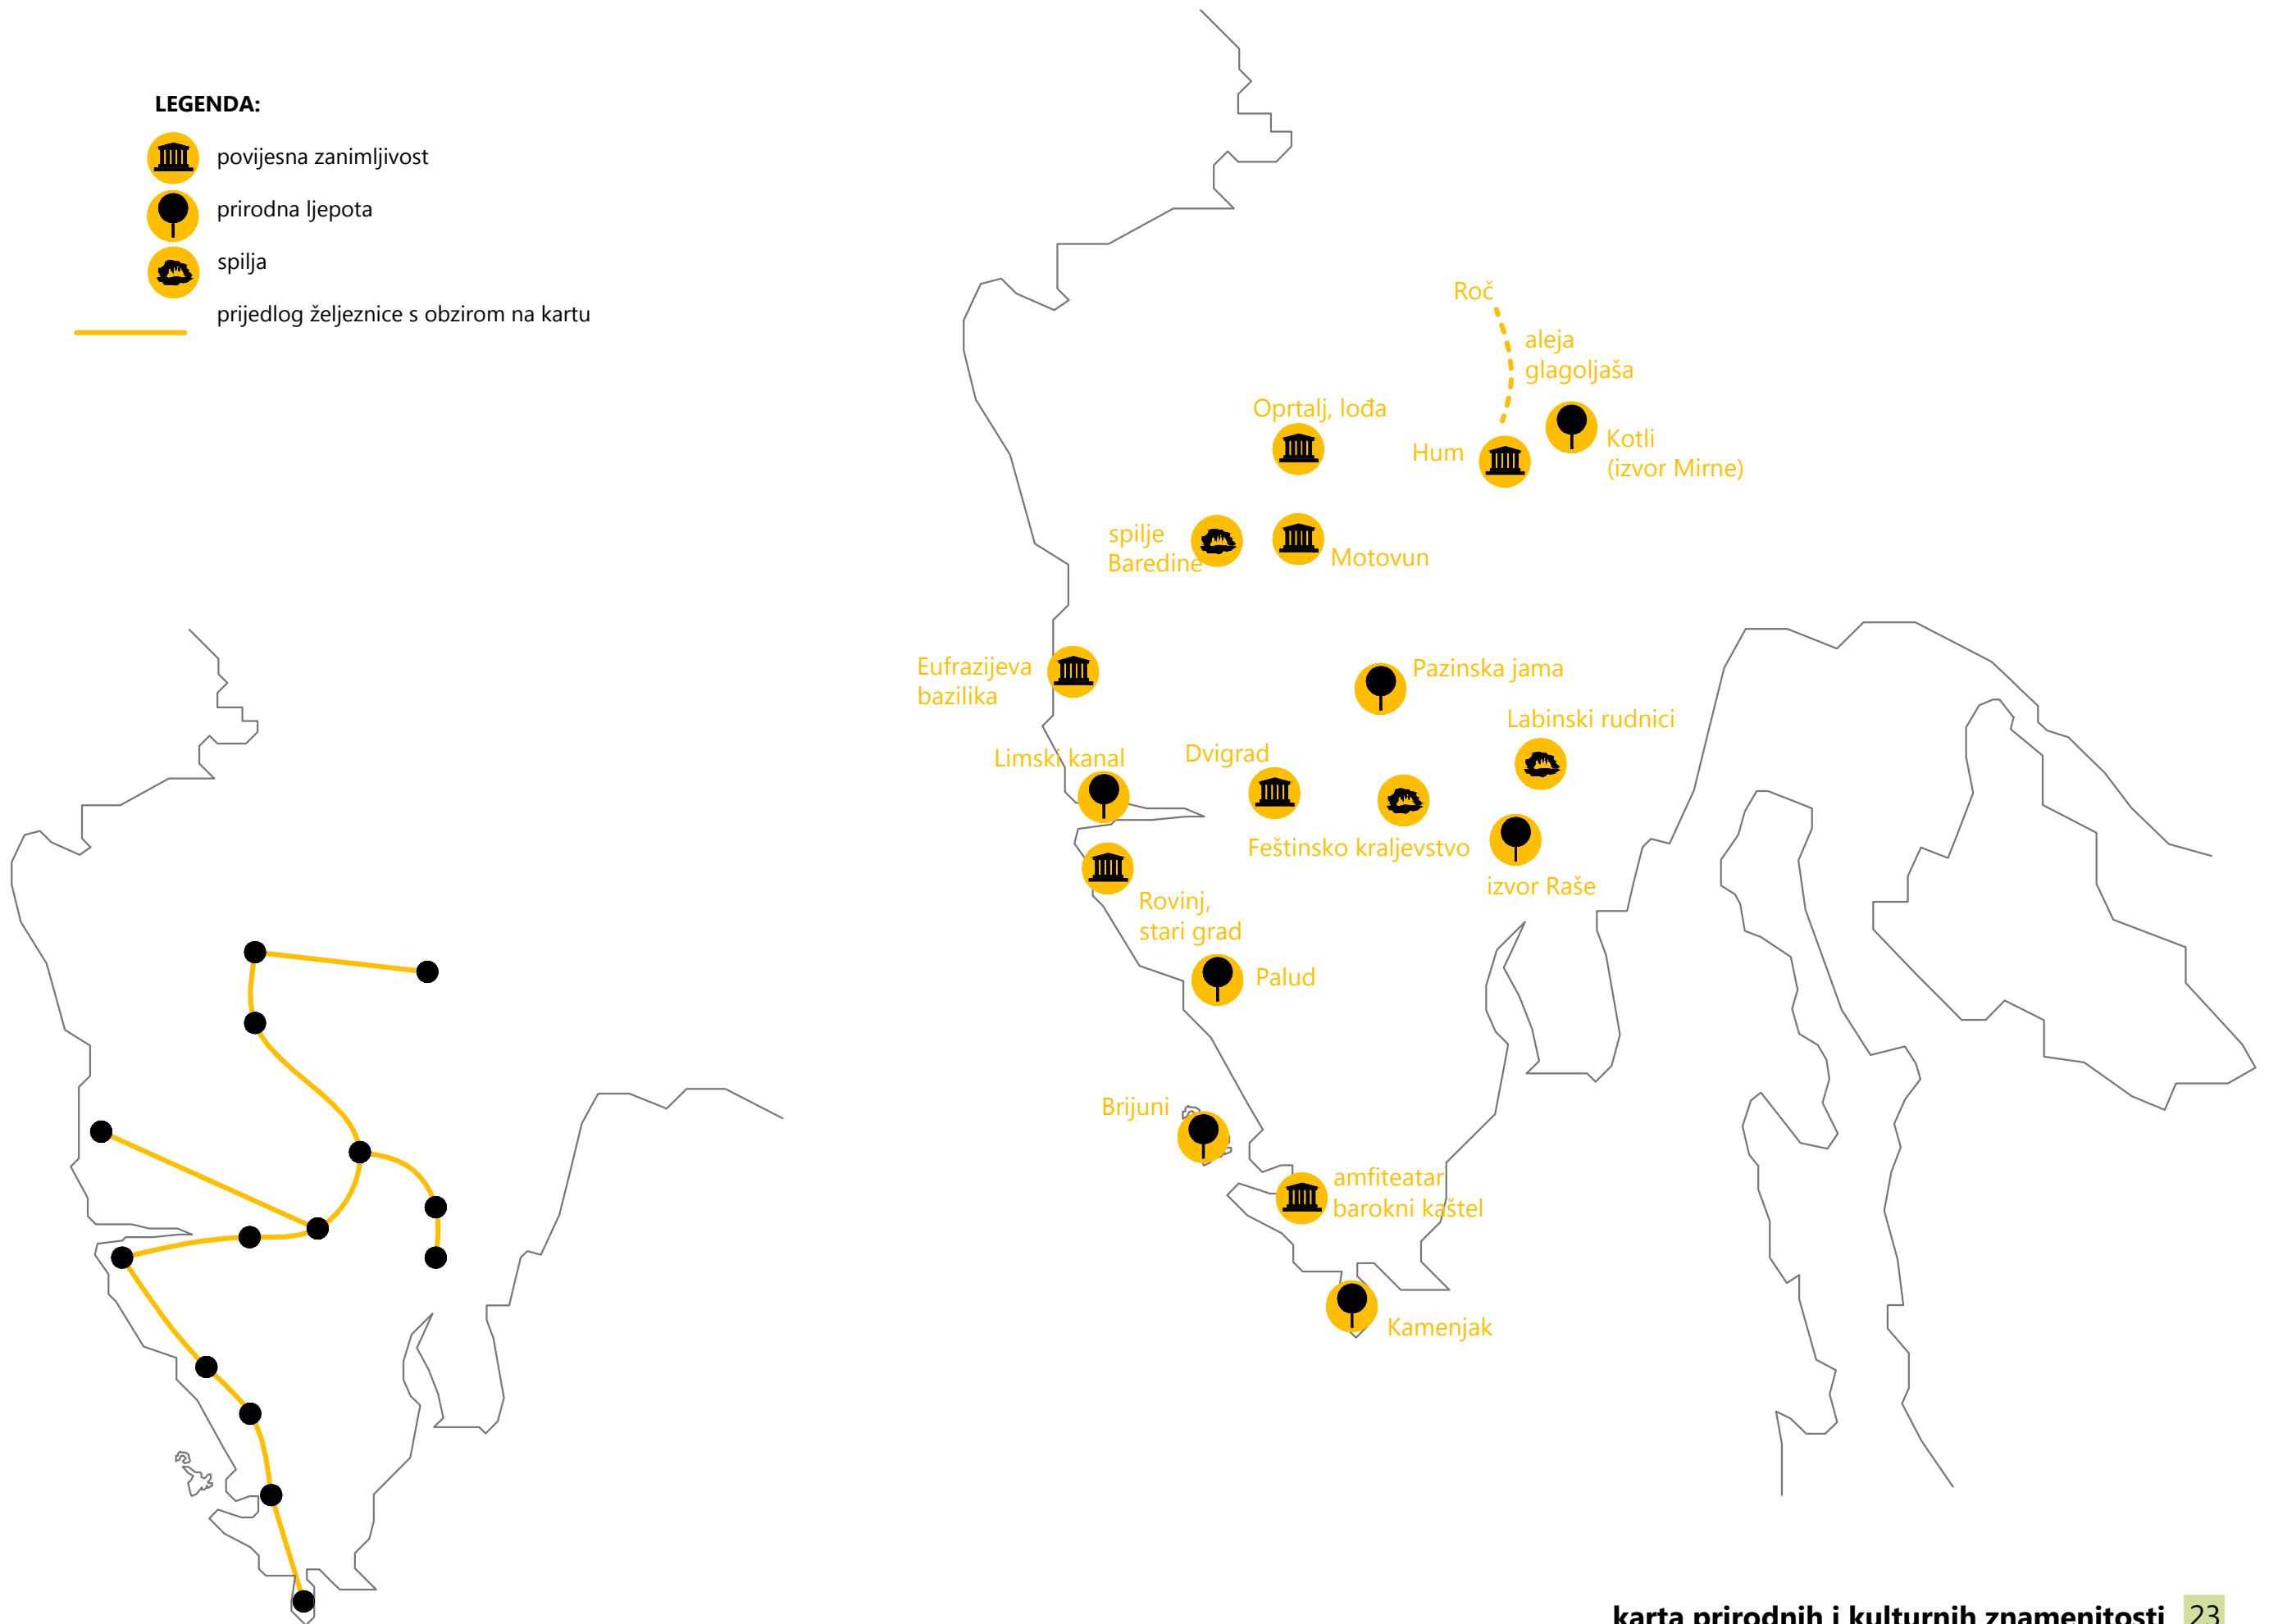 LEGENDA:
povijesna zanimljivost
prirodna ljepota
spilja
prijedlog željeznice s obzirom na kartu
Roč
aleja
glagoljaša
Oprtalj, lođa
Hum
Kotli
(izvor Mirne)
spilje
Baredine
Motovun
Eufrazijeva
bazilika
Pazinska jama
Labinski rudnici
Limski kanal
Dvigrad
Feštinsko kraljevstvo
izvor Raše
Rovinj,
stari grad
Palud
Brijuni
amfiteatar
barokni kaštel
Kamenjak
karta prirodnih i kulturnih znamenitosti 23